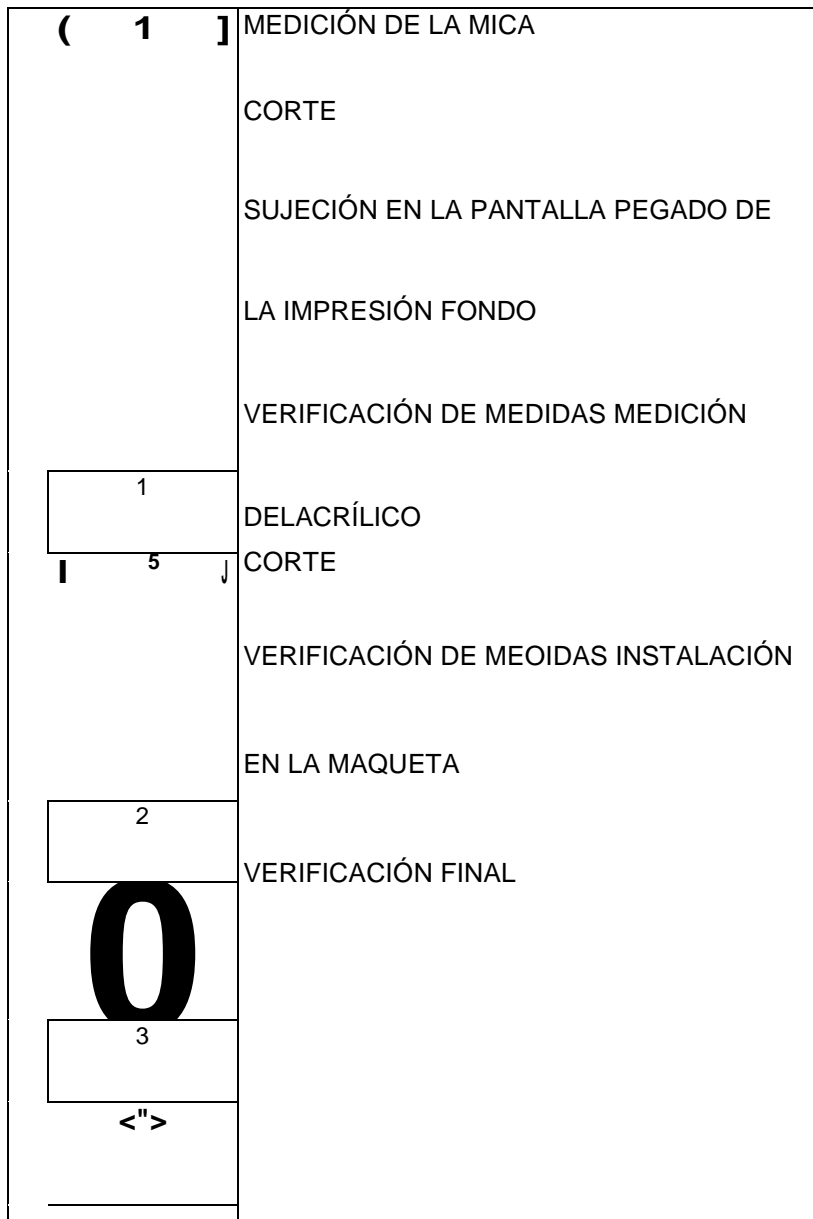 ( 1 ] MEDICIÓN DE LA MICA
CORTE
SUJECIÓN EN LA PANTALLA PEGADO DE
LA IMPRESIÓN FONDO
VERIFICACIÓN DE MEDIDAS MEDICIÓN
1
DELACRÍLICO
I 5 ⌡ CORTE
VERIFICACIÓN DE MEOIDAS INSTALACIÓN
EN LA MAQUETA
2
VERIFICACIÓN FINAL
0
3
<">